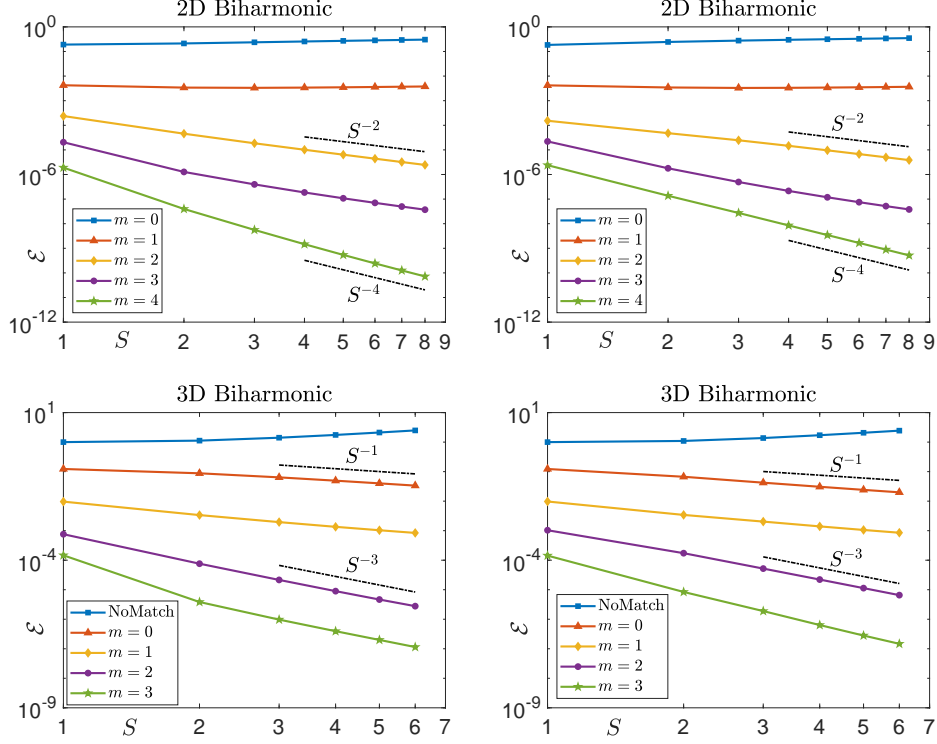 2D Biharmonic
10^0
10^-6
10^-12
ℰ
S^-2
S^-4
m = 0
m = 1
m = 2
m = 3
m = 4
1 S 2 3 4 5 6 7 8 9
2D Biharmonic
10^0
10^-6
10^-12
ℰ
S^-2
S^-4
m = 0
m = 1
m = 2
m = 3
m = 4
1 S 2 3 4 5 6 7 8 9
3D Biharmonic
10^1
10^-4
10^-9
ℰ
S^-1
S^-3
NoMatch
m = 0
m = 1
m = 2
m = 3
1 S 2 3 4 5 6 7
3D Biharmonic
10^1
10^-4
10^-9
ℰ
S^-1
S^-3
NoMatch
m = 0
m = 1
m = 2
m = 3
1 S 2 3 4 5 6 7